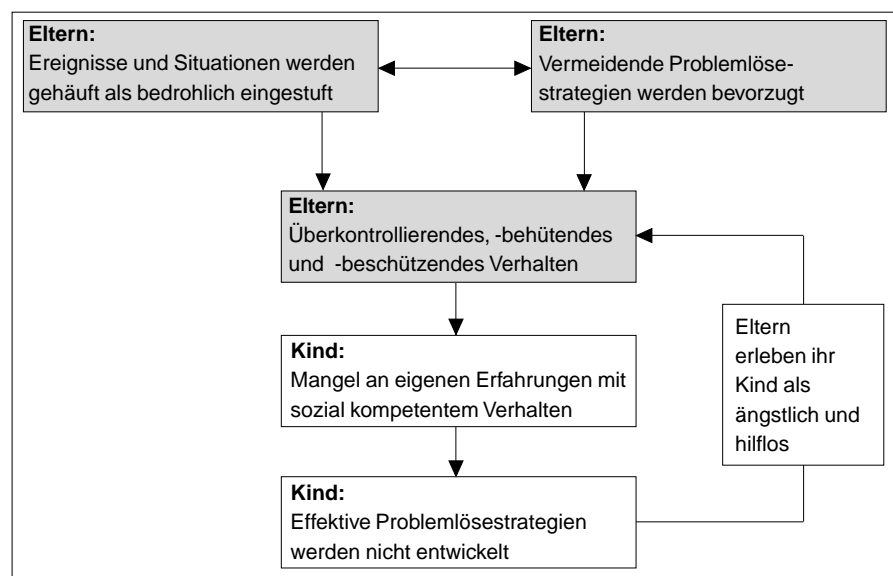 Eltern:
Ereignisse und Situationen werden
gehäuft als bedrohlich eingestuft
Eltern:
Vermeidende Problemlöse-
strategien werden bevorzugt
Eltern:
Überkontrollierendes, -behütendes
und -beschützendes Verhalten
Eltern
erleben ihr
Kind als
ängstlich und
hilflos
Kind:
Mangel an eigenen Erfahrungen mit
sozial kompetentem Verhalten
Kind:
Effektive Problemlösestrategien
werden nicht entwickelt